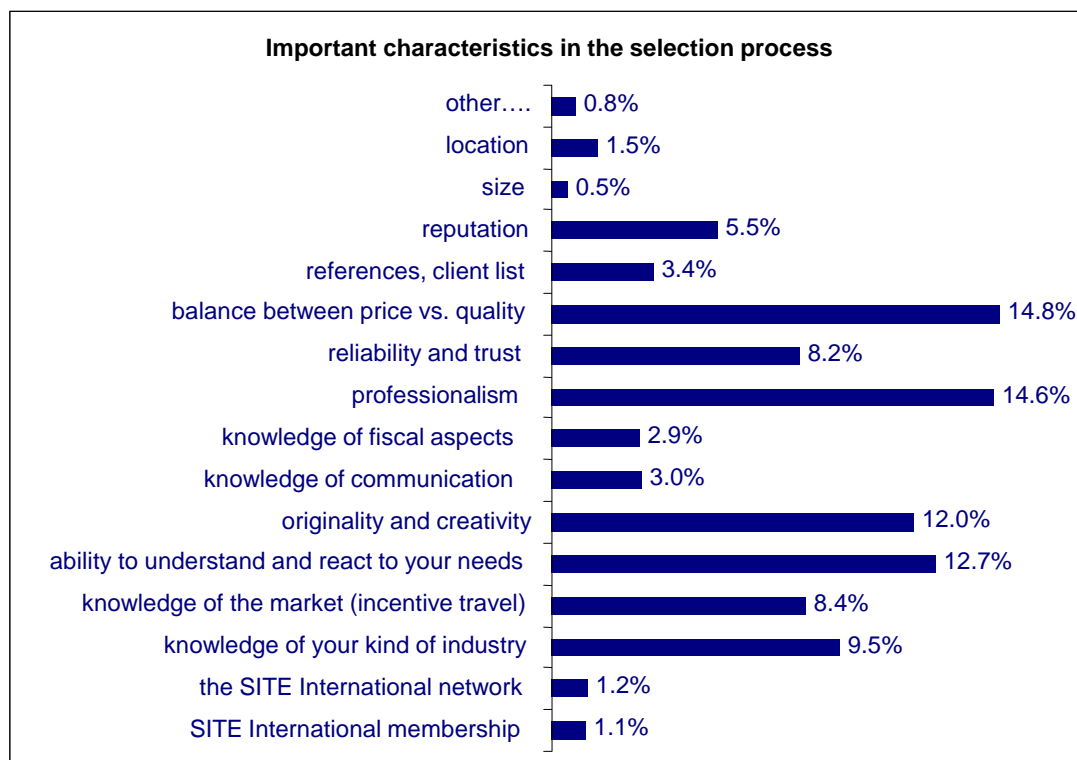 Important characteristics in the selection process
other.... 0.8%
location 1.5%
size 0.5%
reputation 5.5%
references, client list 3.4%
balance between price vs. quality 14.8%
reliability and trust 8.2%
professionalism 14.6%
knowledge of fiscal aspects 2.9%
knowledge of communication 3.0%
originality and creativity 12.0%
ability to understand and react to your needs 12.7%
knowledge of the market (incentive travel) 8.4%
knowledge of your kind of industry 9.5%
the SITE International network 1.2%
SITE International membership 1.1%